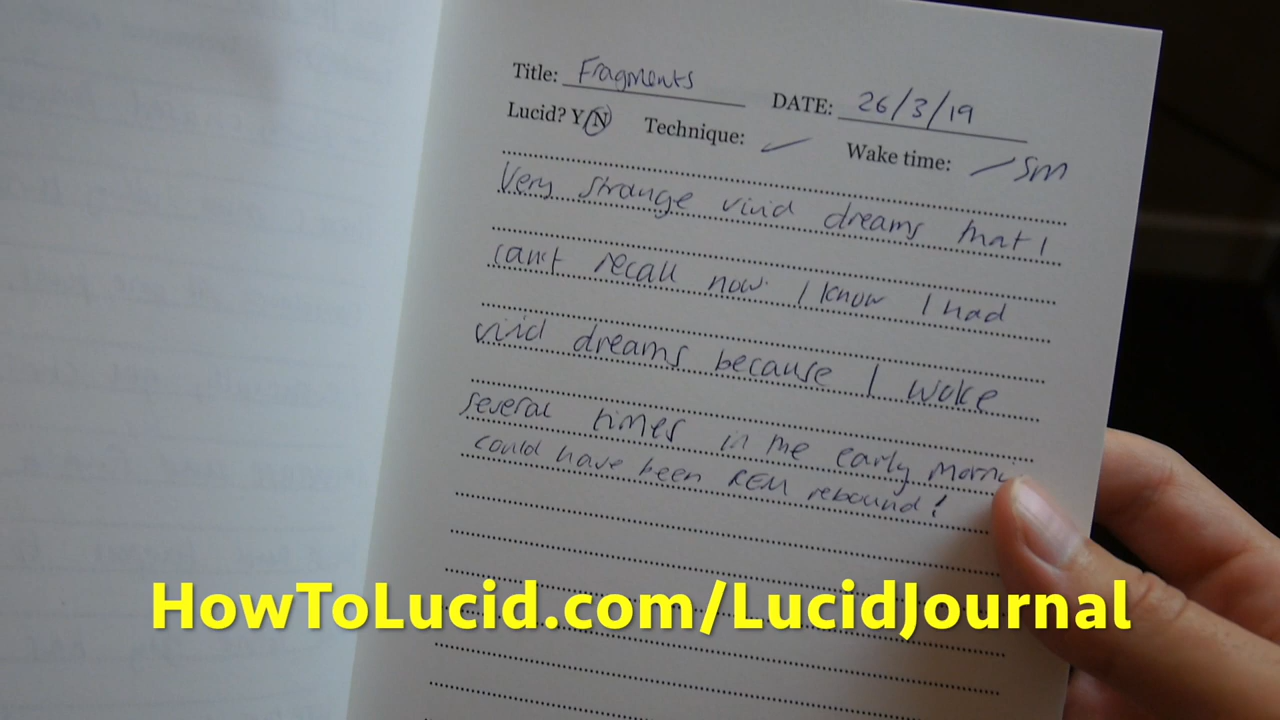 Title: Fragments DATE: 26/3/19
Lucid? Y/N Technique: Wake time: 5m
Very strange vivid dreams that I
can't recall now. I know I had
vivid dreams because I woke
several times in the early
could have been REM rebound!
HowToLucid.com/LucidJournal